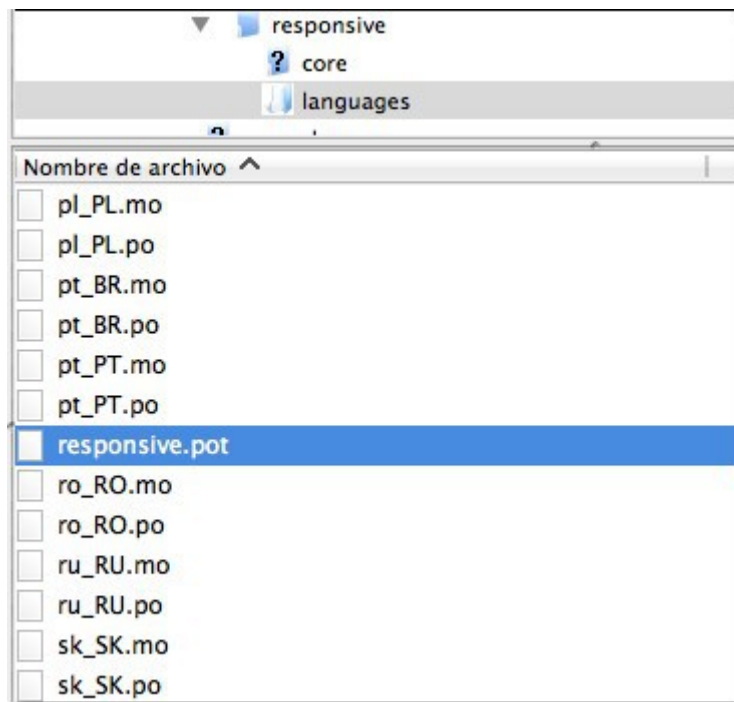 responsive
core
languages
Nombre de archivo
pl_PL.mo
pl_PL.po
pt_BR.mo
pt_BR.po
pt_PT.mo
pt_PT.po
responsive.pot
ro_RO.mo
ro_RO.po
ru_RU.mo
ru_RU.po
sk_SK.mo
sk_SK.po